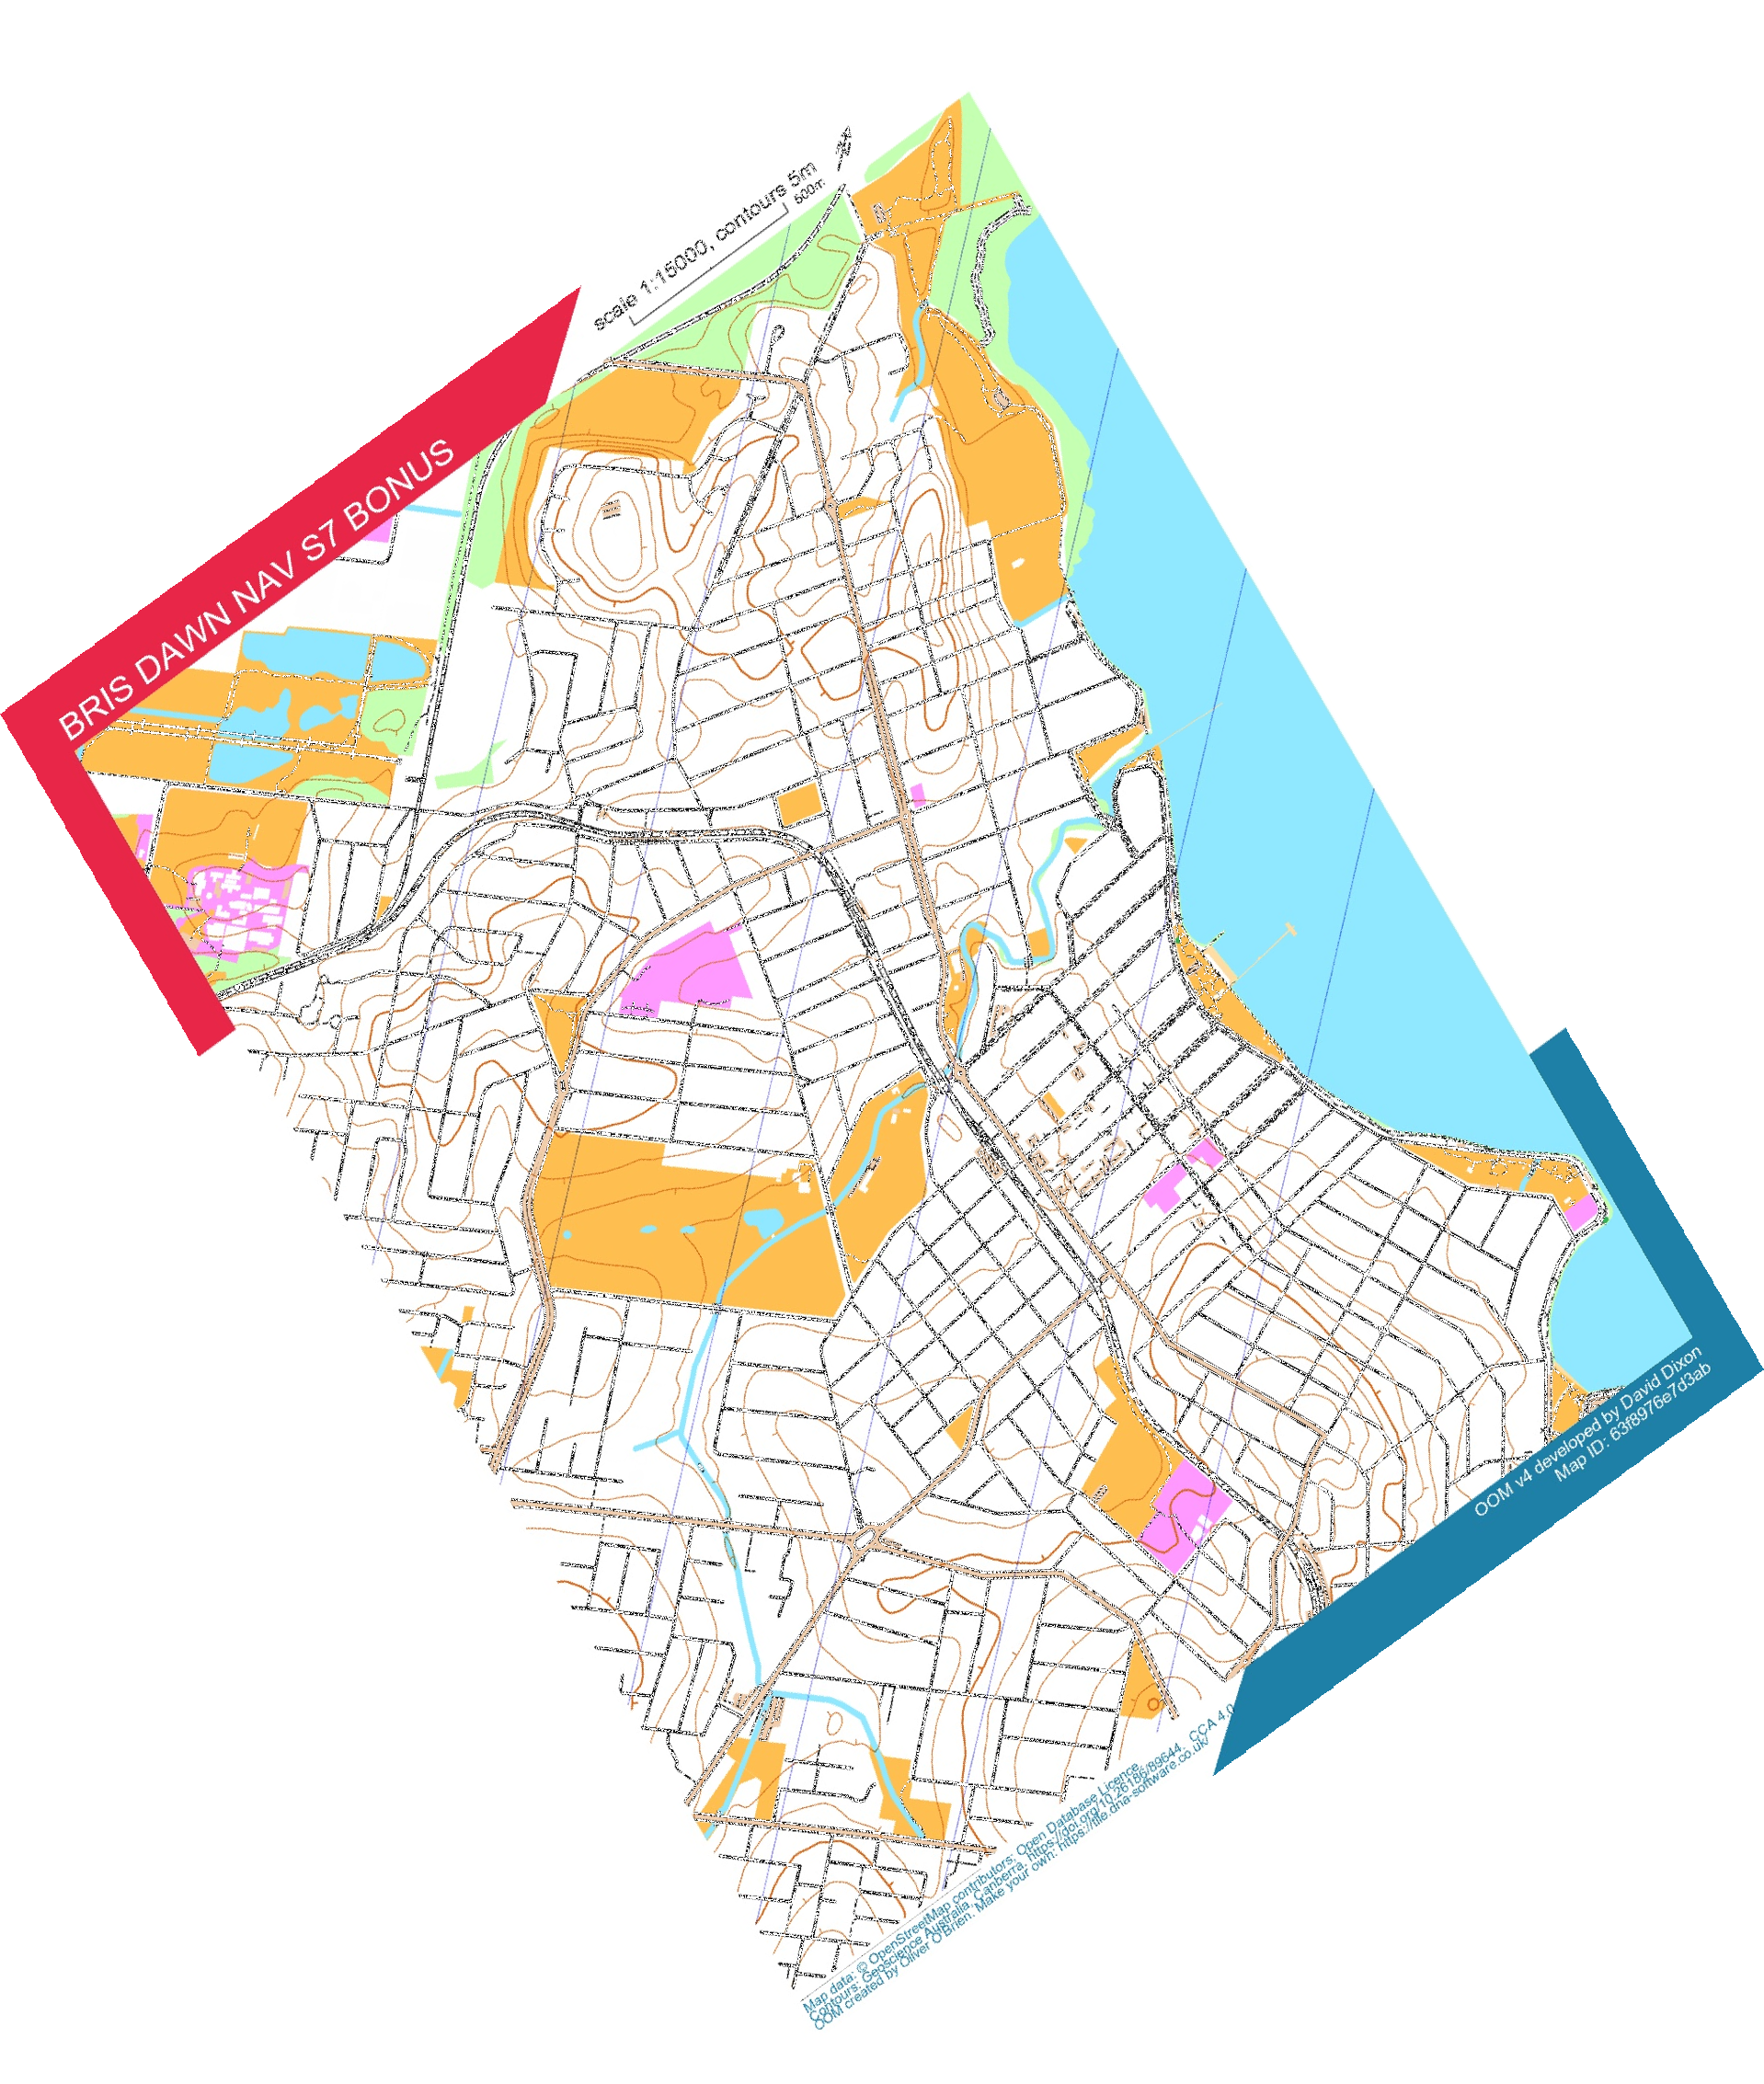 scale 1:15000, contours 5m
500m
BRIS DAWN NAV S7 BONUS
OOM v4 developed by David Dixon
Map ID: 63f8976e7d3ab
Map data: © OpenStreetMap contributors, Open Database Licence.
Contours: Geoscience Australia, Canberra, https://doi.org/10.26186/89644, CCA 4.0
OOM created by Oliver O'Brien. Make your own: https://tfle.dna-software.co.uk/